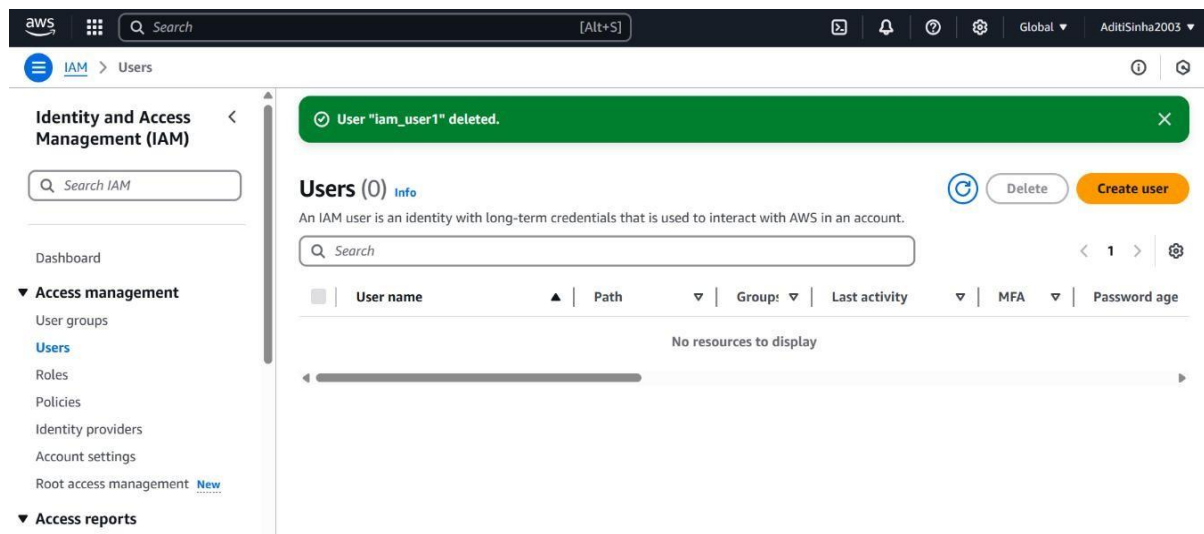 aws
Search [Alt+S]
Global ▼
AditiSinha2003 ▼
IAM > Users
Identity and Access
Management (IAM)
Search IAM
Dashboard
Access management
User groups
Users
Roles
Policies
Identity providers
Account settings
Root access management New
Access reports
User "iam_user1" deleted.
Users (0) Info
Delete
Create user
An IAM user is an identity with long-term credentials that is used to interact with AWS in an account.
Search
< 1 >
User name Path Group: Last activity MFA Password age
No resources to display